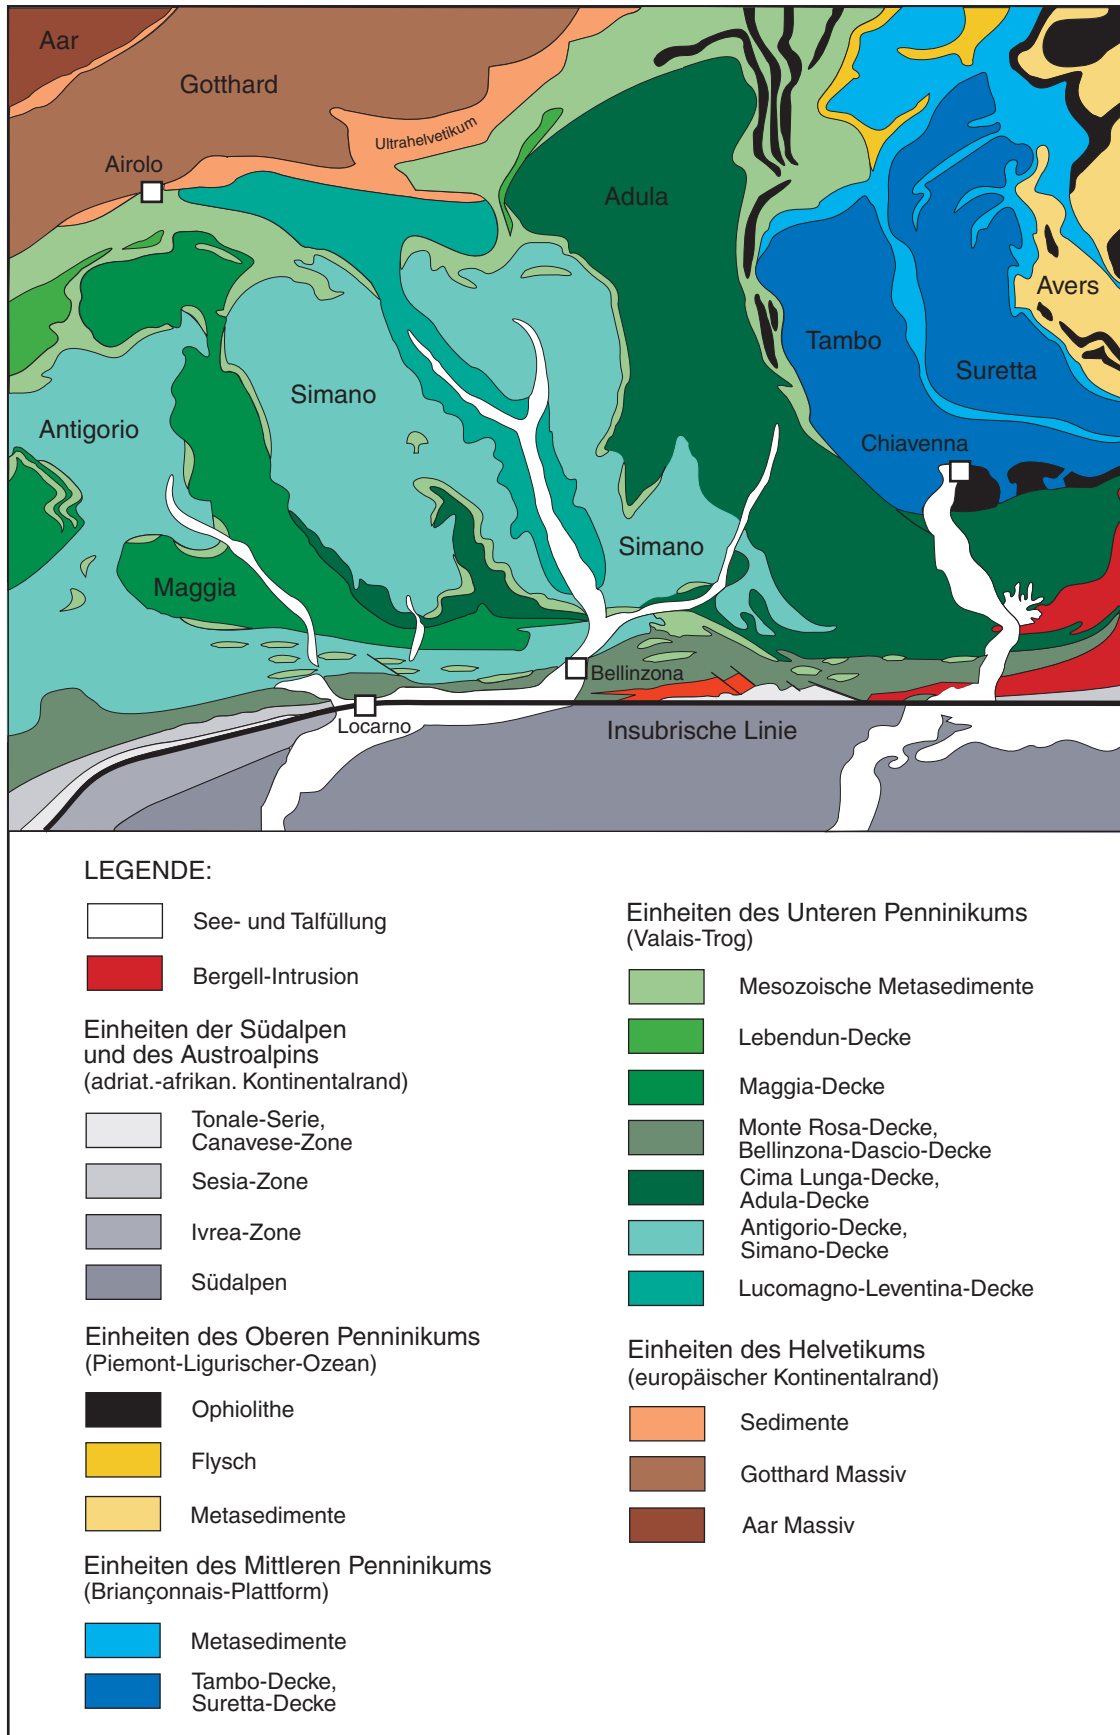 Aar
Gotthard
Ultrahelvetikum
Airolo
Adula
Avers
Tambo
Suretta
Simano
Antigorio
Chiavenna
Simano
Maggia
Bellinzona
Locarno
Insubrische Linie
LEGENDE:
See- und Talfüllung
Bergell-Intrusion
Einheiten der Südalpen
und des Austroalpins
(adriat.-afrikan. Kontinentalrand)
Tonale-Serie,
Canavese-Zone
Sesia-Zone
Ivrea-Zone
Südalpen
Einheiten des Oberen Penninikums
(Piemont-Ligurischer-Ozean)
Ophiolithe
Flysch
Metasedimente
Einheiten des Mittleren Penninikums
(Briançonnais-Plattform)
Metasedimente
Tambo-Decke,
Suretta-Decke
Einheiten des Unteren Penninikums
(Valais-Trog)
Mesozoische Metasedimente
Lebendun-Decke
Maggia-Decke
Monte Rosa-Decke,
Bellinzona-Dascio-Decke
Cima Lunga-Decke,
Adula-Decke
Antigorio-Decke,
Simano-Decke
Lucomagno-Leventina-Decke
Einheiten des Helvetikums
(europäischer Kontinentalrand)
Sedimente
Gotthard Massiv
Aar Massiv